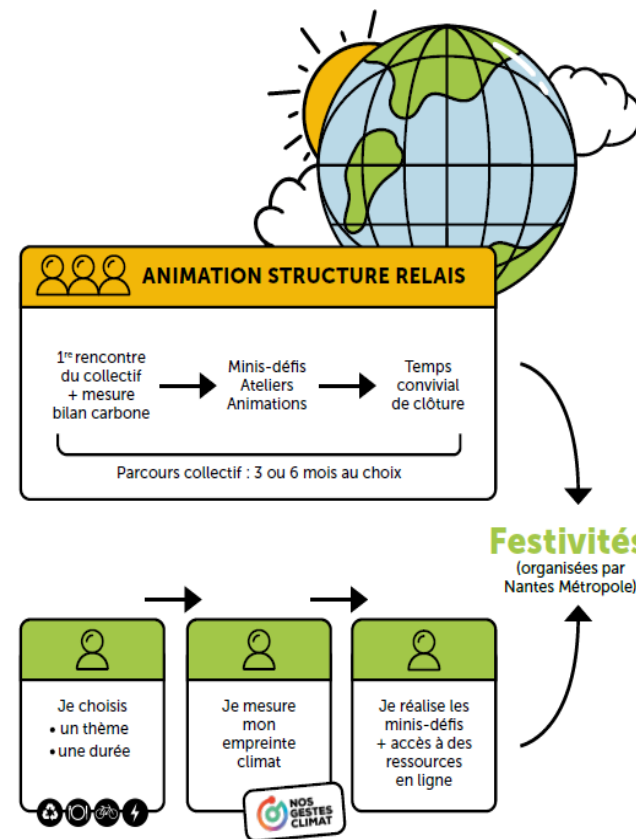 ANIMATION STRUCTURE RELAIS
1re rencontre
du collectif
+ mesure
bilan carbone
Minis-défis
Ateliers
Animations
Temps
convivial
de clôture
Parcours collectif : 3 ou 6 mois au choix
Festivités
(organisées par
Nantes Métropole)
Je choisis
• un thème
• une durée
Je mesure
mon
empreinte
climat
NOS
GESTES
CLIMAT
Je réalise les
minis-défis
+ accès à des
ressources
en ligne